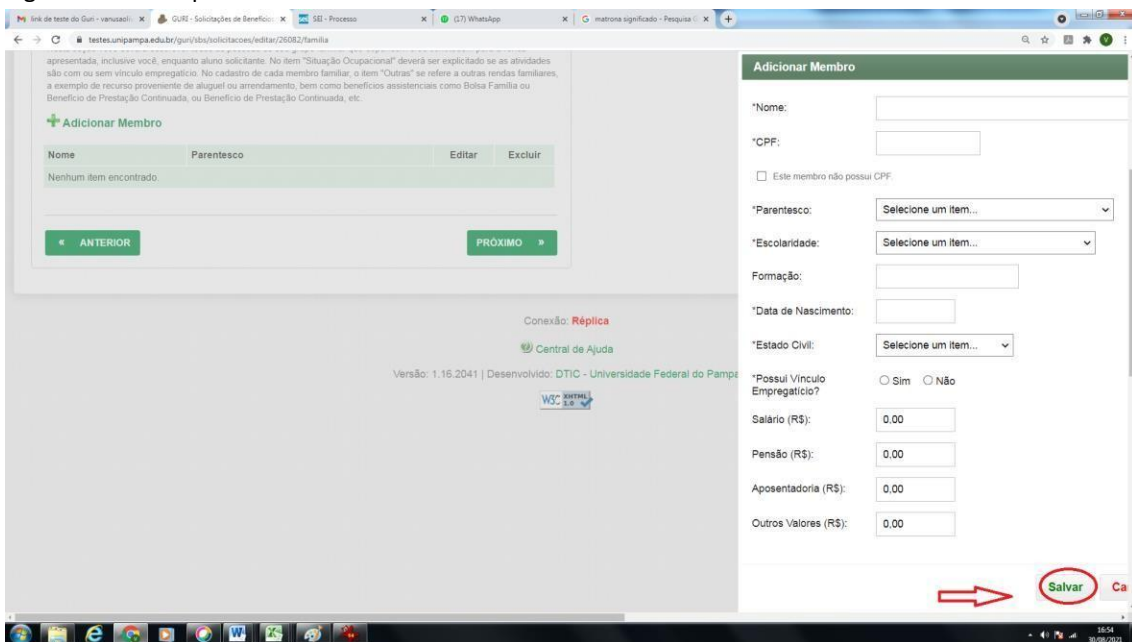 link de teste do Guri - vanusaoli
GURI - Solicitações de Benefício
SEI - Processo
(17) WhatsApp
matrona significado - Pesquisa
testes.unipampa.edu.br/guri/sbs/solicitacoes/editar/26082/familia
apresentada, inclusive você, enquanto aluno solicitante. No item "Situação Ocupacional" deverá ser explicitado se as atividades
são com ou sem vínculo empregatício. No cadastro de cada membro familiar, o item "Outras" se refere a outras rendas familiares,
a exemplo de recurso proveniente de aluguel ou arrendamento, bem como benefícios assistenciais como Bolsa Família ou
Benefício de Prestação Continuada, ou Benefício de Prestação Continuada, etc.
Adicionar Membro
Nome Parentesco Editar Excluir
Nenhum item encontrado.
« ANTERIOR PRÓXIMO »
Conexão: Réplica
Central de Ajuda
Versão: 1.16.2041 | Desenvolvido: DTIC - Universidade Federal do Pampa
W3C XHTML 1.0
Adicionar Membro
*Nome:
*CPF:
Este membro não possui CPF.
*Parentesco: Selecione um item...
*Escolaridade: Selecione um item...
Formação:
*Data de Nascimento:
*Estado Civil: Selecione um item...
*Possui Vínculo Sim Não
Empregatício?
Salário (R$): 0,00
Pensão (R$): 0,00
Aposentadoria (R$): 0,00
Outros Valores (R$): 0,00
Salvar Ca
16:54
30/08/2021